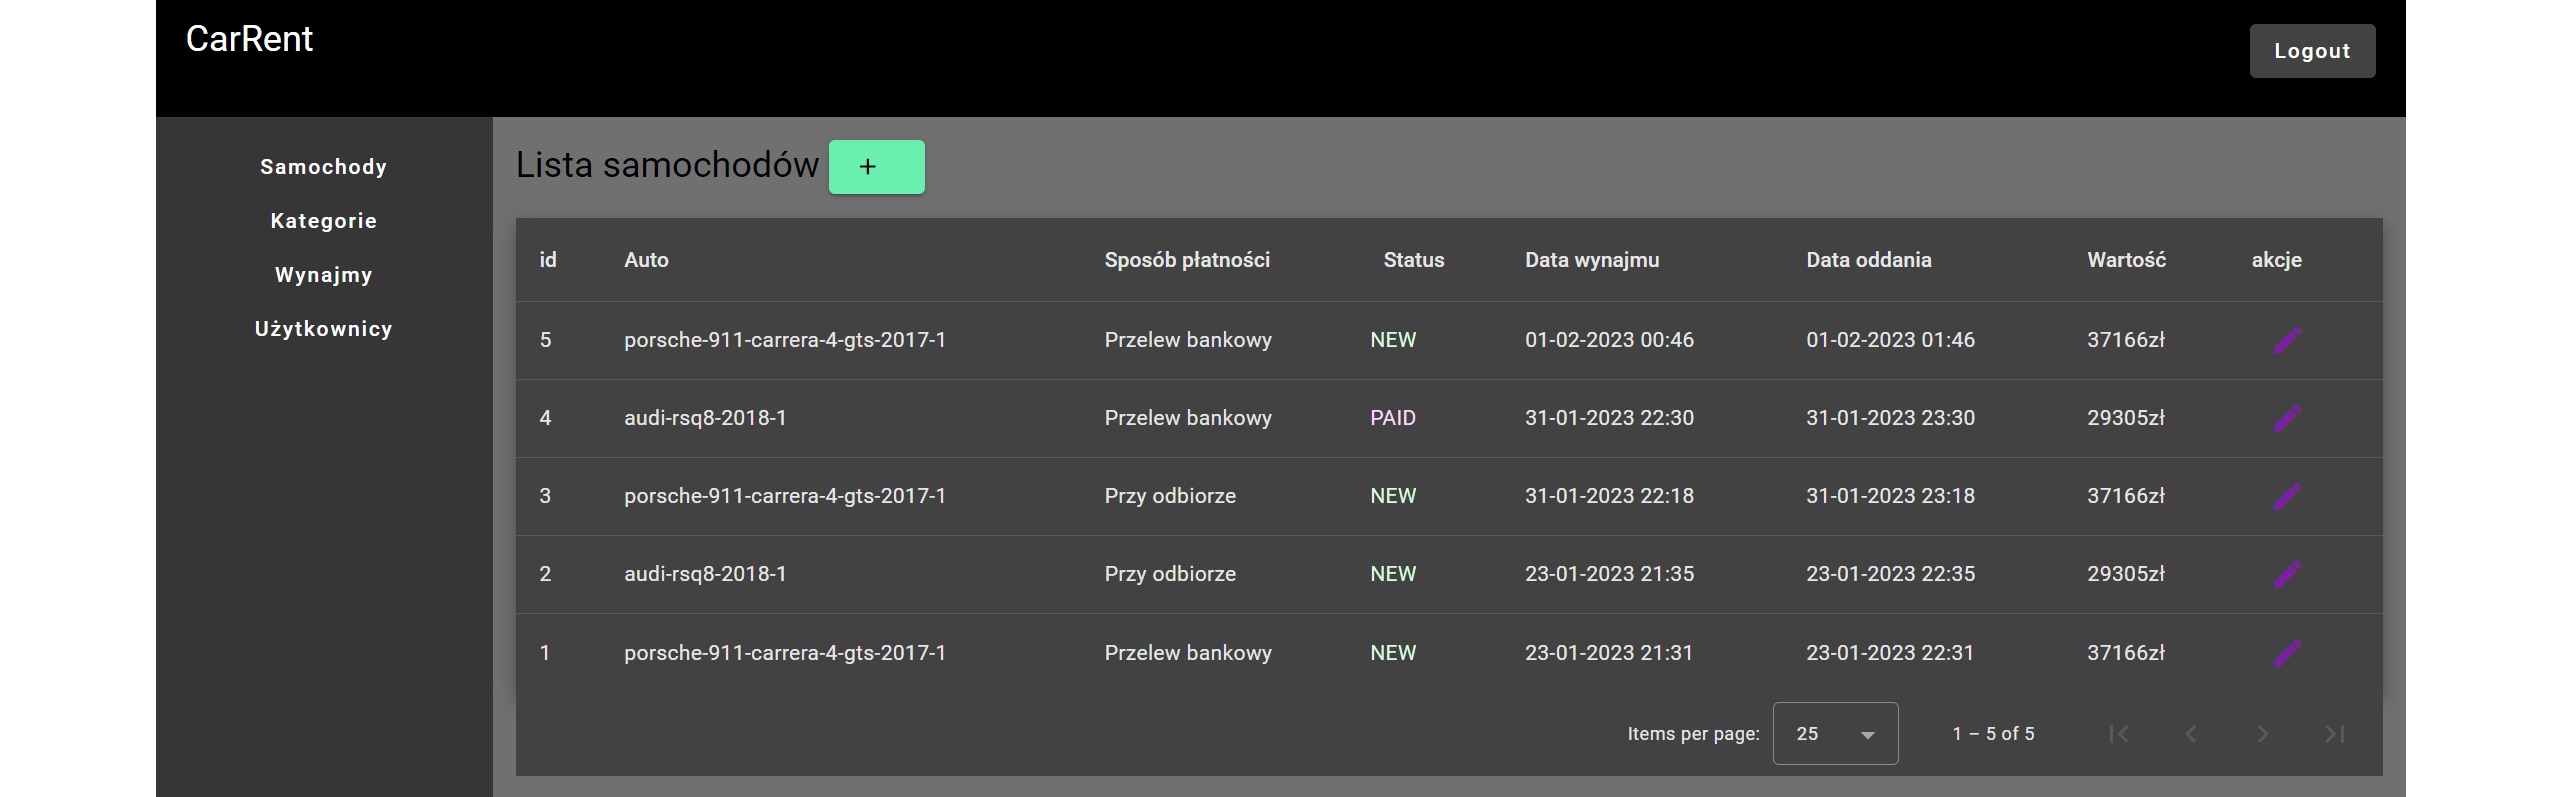 CarRent
Logout
Samochody
Kategorie
Wynajmy
Użytkownicy
Lista samochodów +
id Auto Sposób płatności Status Data wynajmu Data oddania Wartość akcje
5 porsche-911-carrera-4-gts-2017-1 Przelew bankowy NEW 01-02-2023 00:46 01-02-2023 01:46 37166zł
4 audi-rsq8-2018-1 Przelew bankowy PAID 31-01-2023 22:30 31-01-2023 23:30 29305zł
3 porsche-911-carrera-4-gts-2017-1 Przy odbiorze NEW 31-01-2023 22:18 31-01-2023 23:18 37166zł
2 audi-rsq8-2018-1 Przy odbiorze NEW 23-01-2023 21:35 23-01-2023 22:35 29305zł
1 porsche-911-carrera-4-gts-2017-1 Przelew bankowy NEW 23-01-2023 21:31 23-01-2023 22:31 37166zł
Items per page: 25 1 – 5 of 5